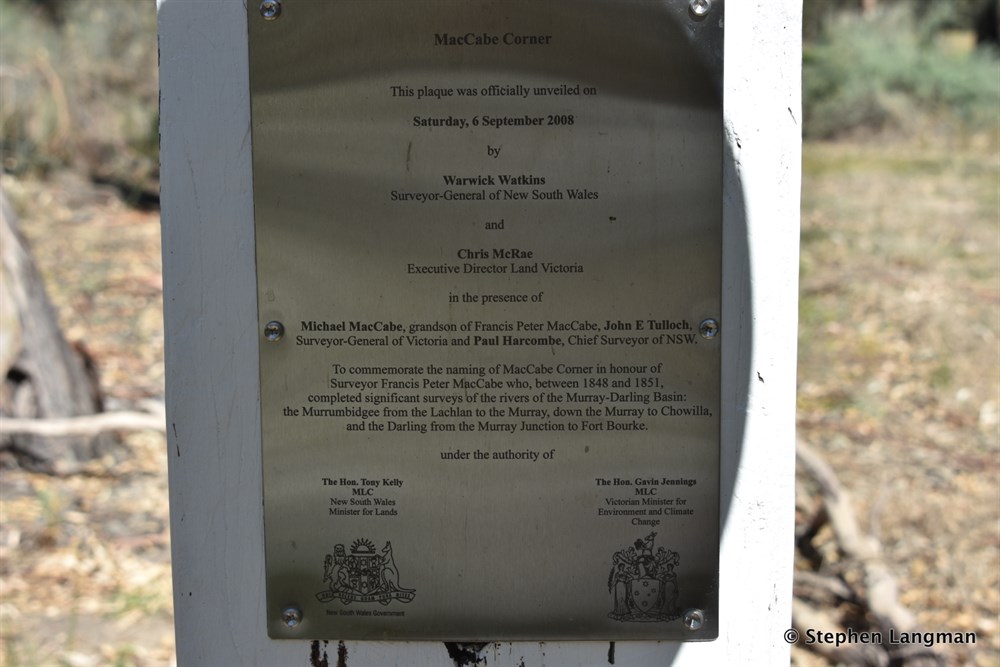 MacCabe Corner
This plaque was officially unveiled on
Saturday, 6 September 2008
by
Warwick Watkins
Surveyor-General of New South Wales
and
Chris McRae
Executive Director Land Victoria
in the presence of
Michael MacCabe, grandson of Francis Peter MacCabe, John E Tulloch,
Surveyor-General of Victoria and Paul Harcombe, Chief Surveyor of NSW.
To commemorate the naming of MacCabe Corner in honour of
Surveyor Francis Peter MacCabe who, between 1848 and 1851,
completed significant surveys of the rivers of the Murray-Darling Basin:
the Murrumbidgee from the Lachlan to the Murray, down the Murray to Chowilla,
and the Darling from the Murray Junction to Fort Bourke.
under the authority of
The Hon. Tony Kelly
MLC
New South Wales
Minister for Lands
The Hon. Gavin Jennings
MLC
Victorian Minister for
Environment and Climate
Change
New South Wales Government
© Stephen Langman